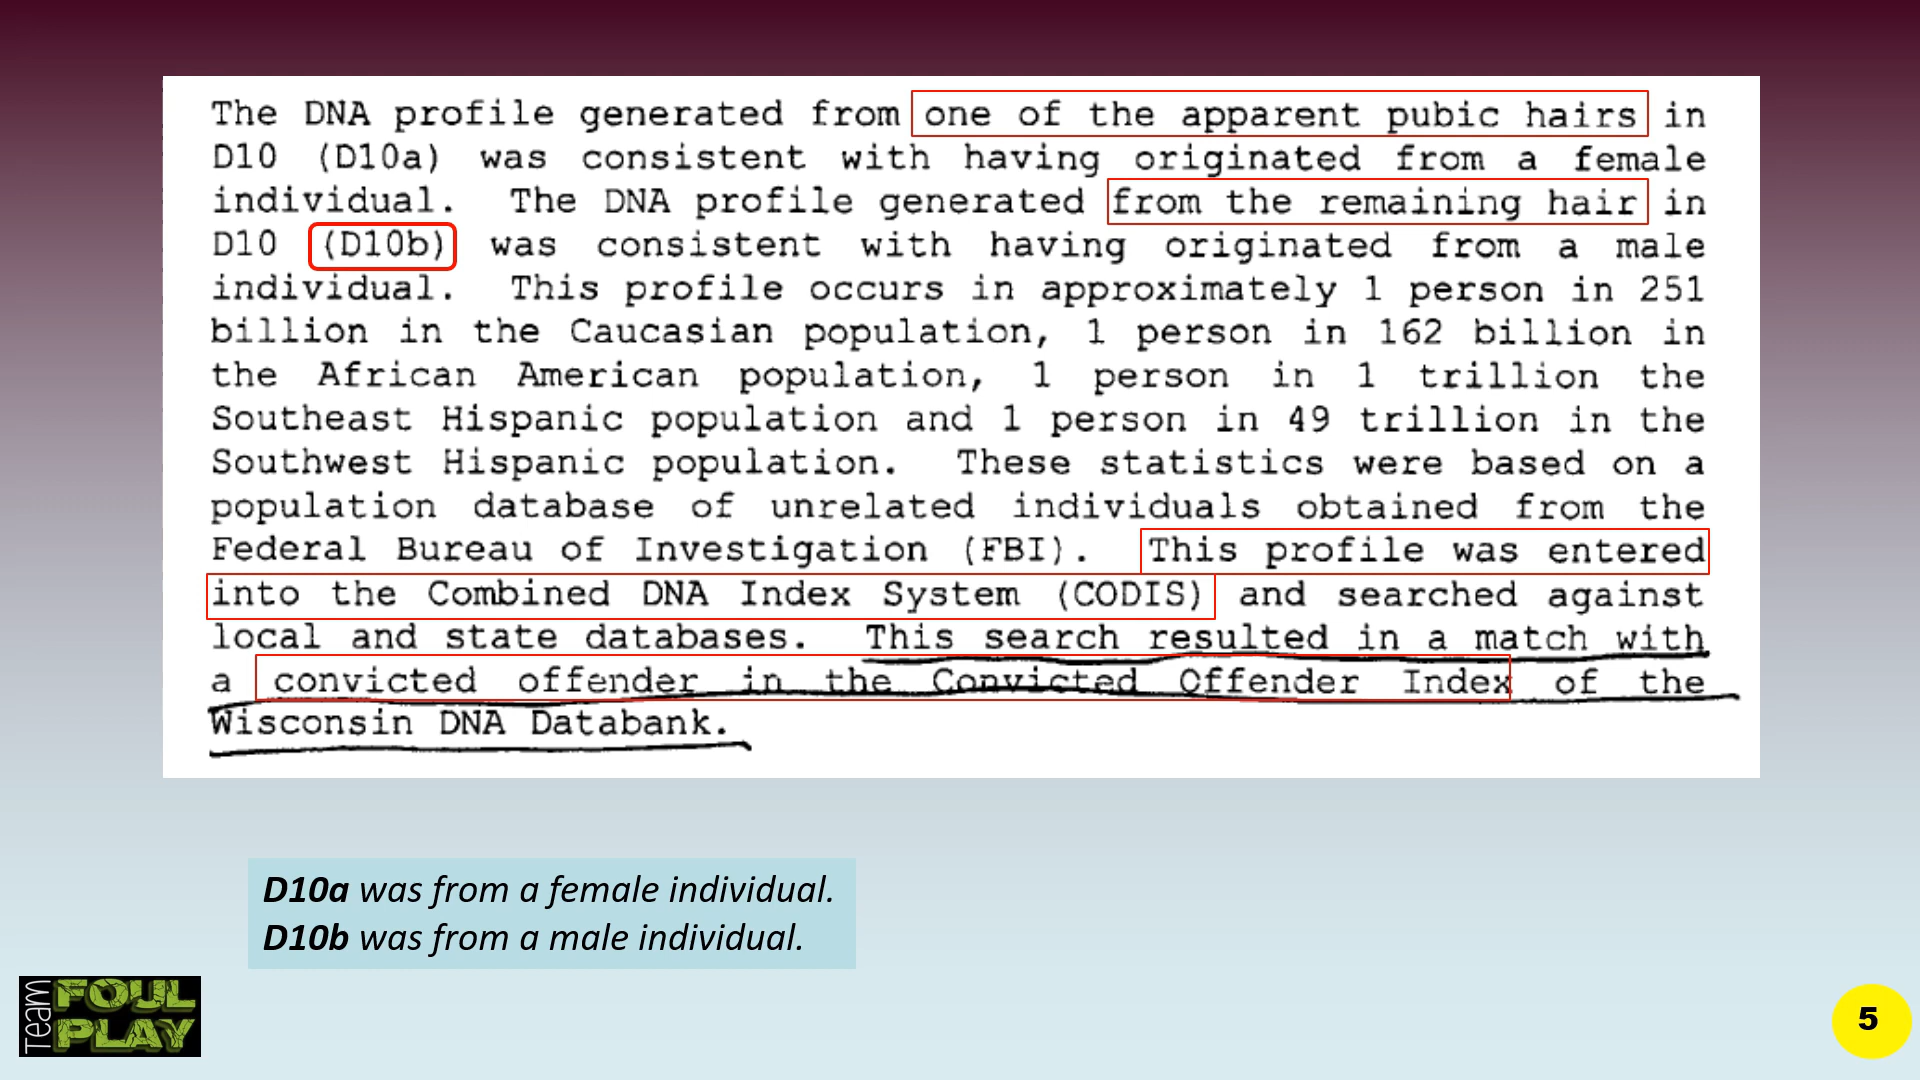 The DNA profile generated from one of the apparent pubic hairs in
D10 (D10a) was consistent with having originated from a female
individual. The DNA profile generated from the remaining hair in
D10 (D10b) was consistent with having originated from a male
individual. This profile occurs in approximately 1 person in 251
billion in the Caucasian population, 1 person in 162 billion in
the African American population, 1 person in 1 trillion the
Southeast Hispanic population and 1 person in 49 trillion in the
Southwest Hispanic population. These statistics were based on a
population database of unrelated individuals obtained from the
Federal Bureau of Investigation (FBI). This profile was entered
into the Combined DNA Index System (CODIS) and searched against
local and state databases. This search resulted in a match with
a convicted offender in the Convicted Offender Index of the
Wisconsin DNA Databank.
D10a was from a female individual.
D10b was from a male individual.
Team
FOUL
PLAY
5